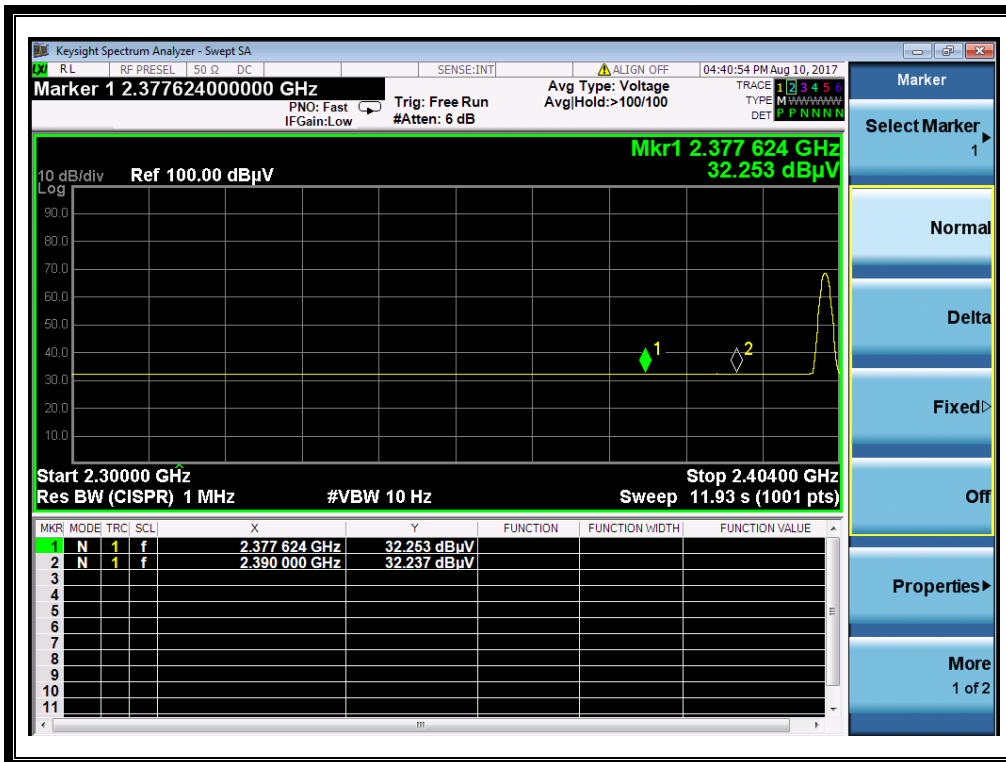 Keysight Spectrum Analyzer - Swept SA
LXI RL RF PRESEL 50 Ω DC SENSE:INT ALIGN OFF 04:40:54 PM Aug 10, 2017
Marker 1 2.377624000000 GHz
PNO: Fast
IFGain:Low
Trig: Free Run
#Atten: 6 dB
Avg Type: Voltage
Avg|Hold:>100/100
TRACE 1 2 3 4 5 6
TYPE M W W W W W
DET P P N N N N
Mkr1 2.377 624 GHz
32.253 dBµV
10 dB/div Ref 100.00 dBµV
Log
90.0
80.0
70.0
60.0
50.0
40.0
30.0
20.0
10.0
1
2
Start 2.30000 GHz Stop 2.40400 GHz
Res BW (CISPR) 1 MHz #VBW 10 Hz Sweep 11.93 s (1001 pts)
MKR MODE TRC SCL X Y FUNCTION FUNCTION WIDTH FUNCTION VALUE
1 N 1 f 2.377 624 GHz 32.253 dBµV
2 N 1 f 2.390 000 GHz 32.237 dBµV
3
4
5
6
7
8
9
10
11
Marker
Select Marker
1
Normal
Delta
Fixed
Off
Properties
More
1 of 2